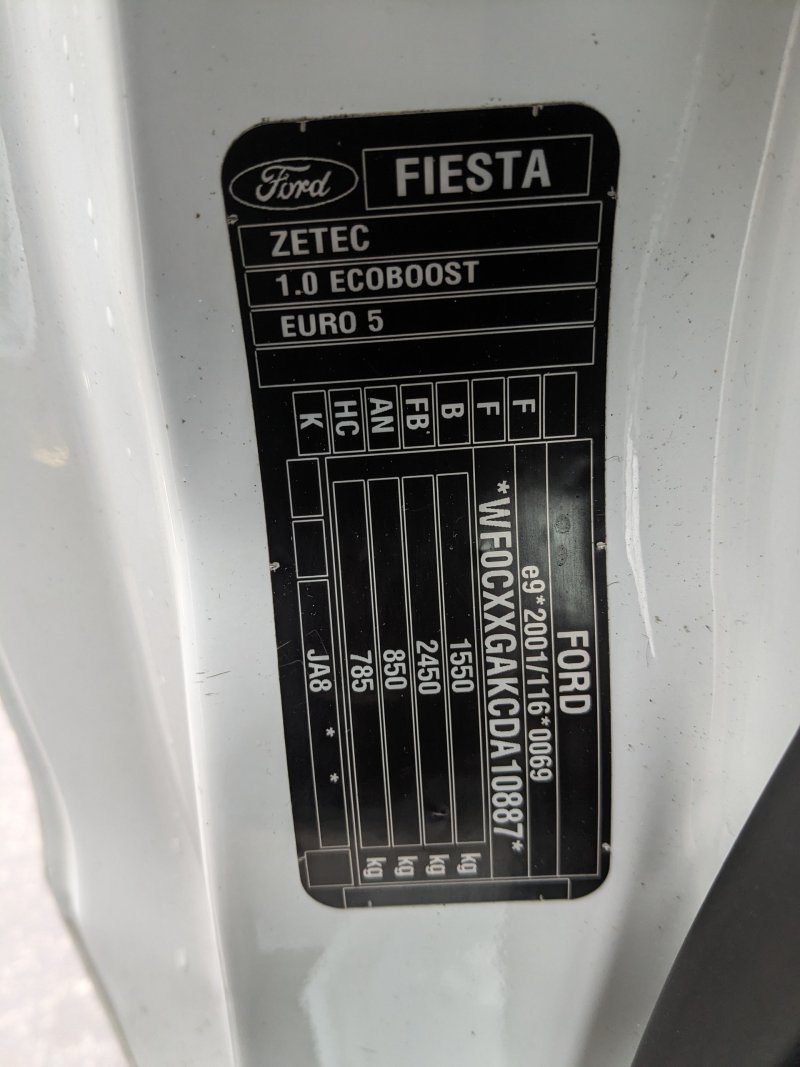 Ford
FIESTA
ZETEC
1.0 ECOBOOST
EURO 5
FORD
e9*2001/116*0069
*WF0CXXGAKCDA10887*
1550 kg
2450 kg
850 kg
785 kg
JA8 * *
F
F
B
FB
AN
HC
K